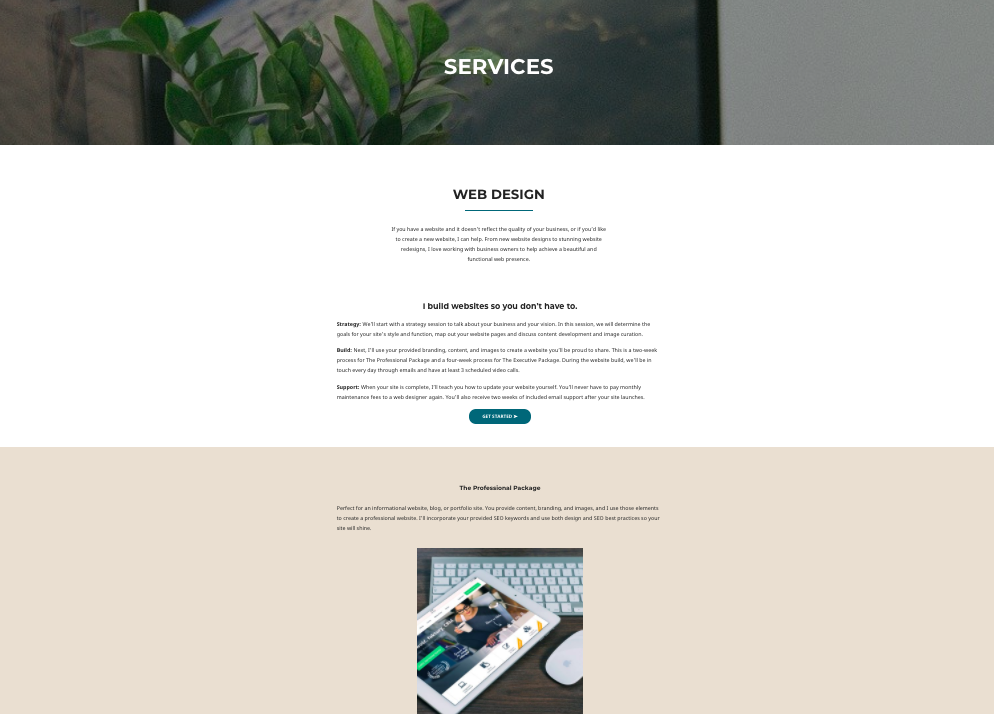 SERVICES
WEB DESIGN
If you have a website and it doesn't reflect the quality of your business, or if you'd like
to create a new website, I can help. From new website designs to stunning website
redesigns, I love working with business owners to help achieve a beautiful and
functional web presence.
I build websites so you don't have to.
Strategy: We'll start with a strategy session to talk about your business and your vision. In this session, we will determine the
goals for your site's style and function, map out your website pages and discuss content development and image curation.
Build: Next, I'll use your provided branding, content, and images to create a website you'll be proud to share. This is a two-week
process for The Professional Package and a four-week process for The Executive Package. During the website build, we'll be in
touch every day through emails and have at least 3 scheduled video calls.
Support: When your site is complete, I'll teach you how to update your website yourself. You'll never have to pay monthly
maintenance fees to a web designer again. You'll also receive two weeks of included email support after your site launches.
GET STARTED ➤
The Professional Package
Perfect for an informational website, blog, or portfolio site. You provide content, branding, and images, and I use those elements
to create a professional website. I'll incorporate your provided SEO keywords and use both design and SEO best practices so your
site will shine.